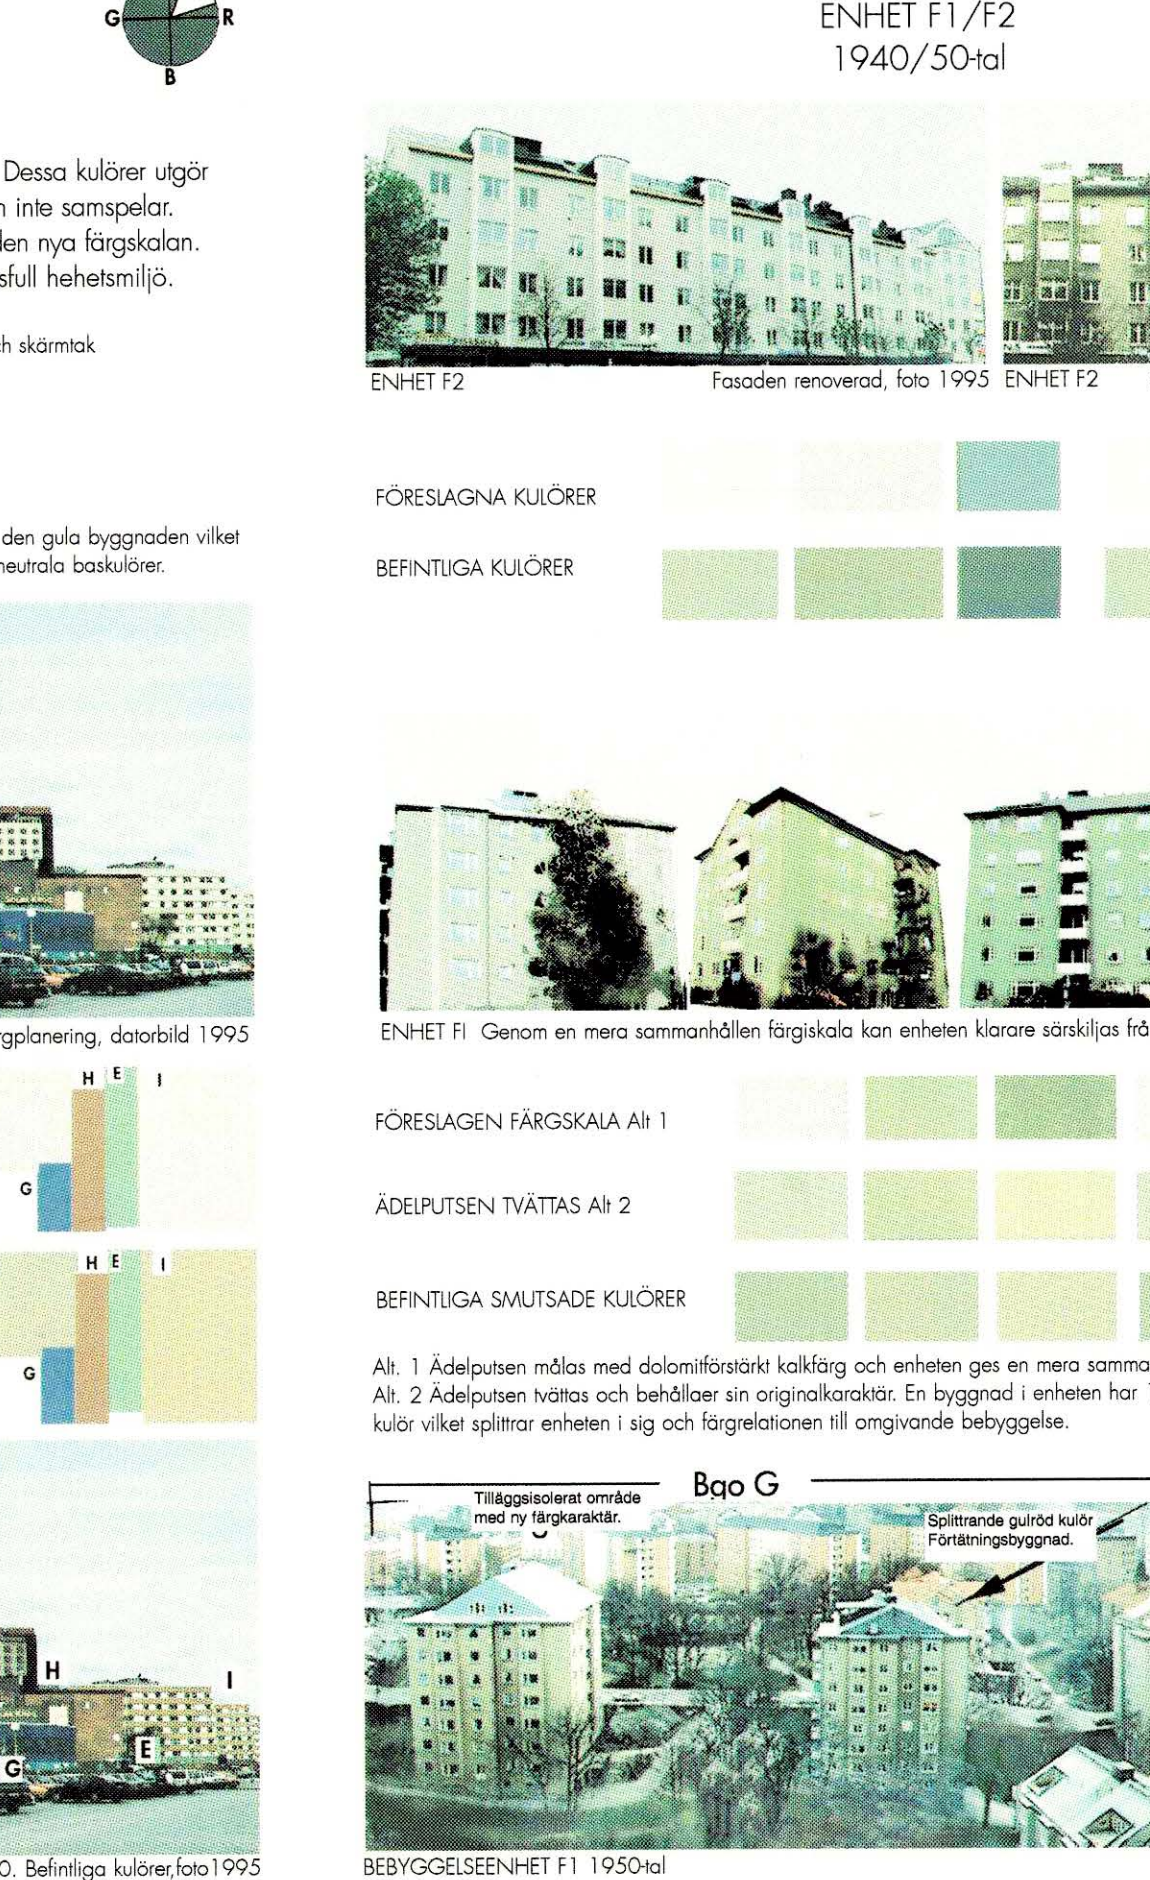 G R
B
Dessa kulörer utgör
inte samspelar.
den nya färgskalan.
sfull hehetsmiljö.
ch skärmtak
den gula byggnaden vilket
neutrala baskulörer.
rgplanering, datorbild 1995
H E I
G
H E I
G
H
I
E
G
0. Befintliga kulörer,foto1995
ENHET F1/F2
1940/50-tal
ENHET F2 Fasaden renoverad, foto 1995 ENHET F2
FÖRESLAGNA KULÖRER
BEFINTLIGA KULÖRER
ENHET FI Genom en mera sammanhållen färgiskala kan enheten klarare särskiljas frå
FÖRESLAGEN FÄRGSKALA Alt 1
ÄDELPUTSEN TVÄTTAS Alt 2
BEFINTLIGA SMUTSADE KULÖRER
Alt. 1 Ädelputsen målas med dolomitförstärkt kalkfärg och enheten ges en mera samma
Alt. 2 Ädelputsen tvättas och behållaer sin originalkaraktär. En byggnad i enheten har
kulör vilket splittrar enheten i sig och färgrelationen till omgivande bebyggelse.
Bgo G
Tilläggsisolerat område
med ny färgkaraktär.
Splittrande gulröd kulör
Förtätningsbyggnad.
BEBYGGELSEENHET F1 1950-tal